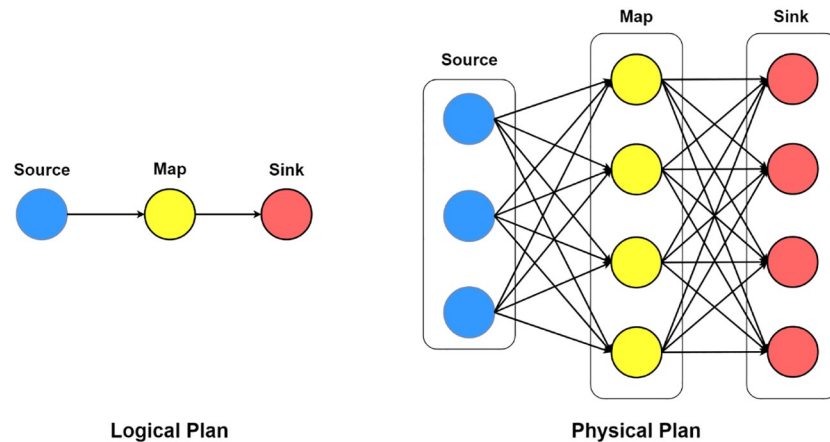 Source
Map
Sink
Logical Plan
Source
Map
Sink
Physical Plan